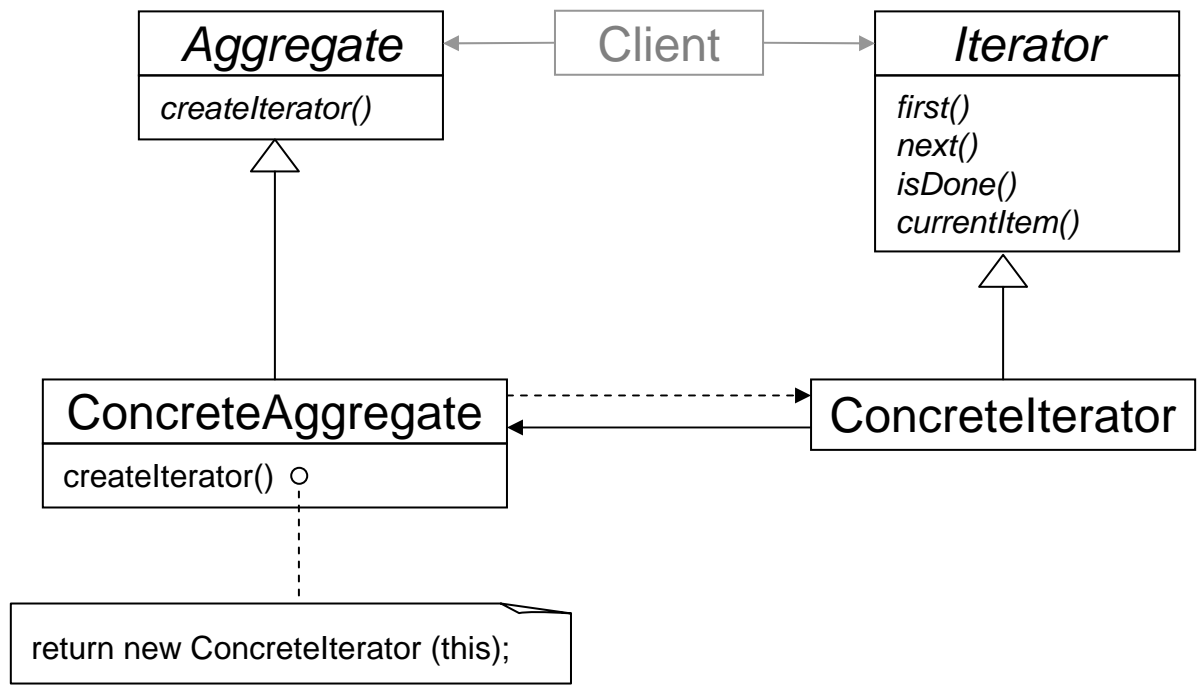 Aggregate
createIterator()
Client
Iterator
first()
next()
isDone()
currentItem()
ConcreteAggregate
createIterator()
ConcreteIterator
return new ConcreteIterator (this);